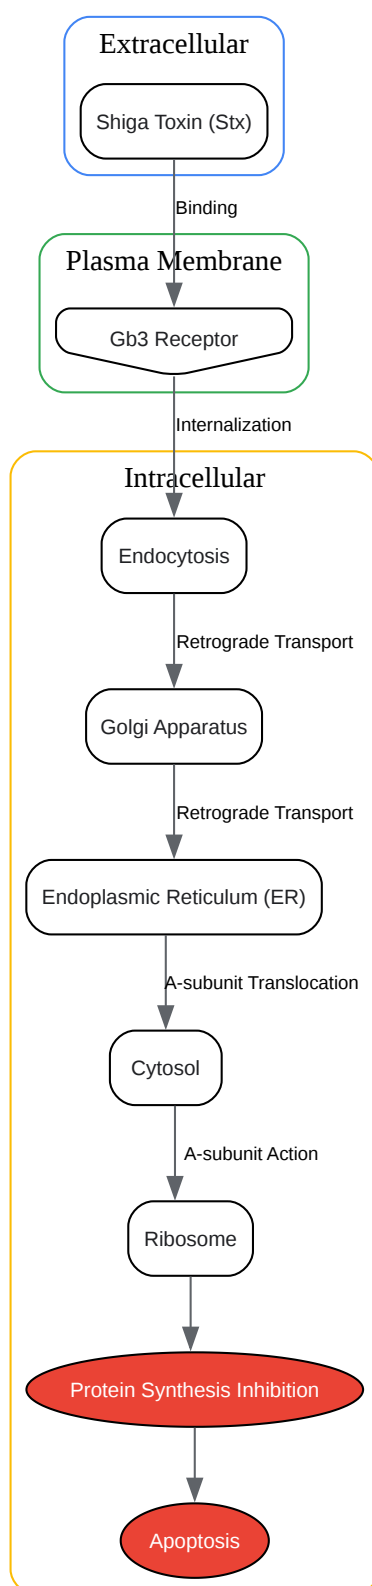 Extracellular
Shiga Toxin (Stx)
Binding
Plasma Membrane
Gb3 Receptor
Internalization
Intracellular
Endocytosis
Retrograde Transport
Golgi Apparatus
Retrograde Transport
Endoplasmic Reticulum (ER)
A-subunit Translocation
Cytosol
A-subunit Action
Ribosome
Protein Synthesis Inhibition
Apoptosis